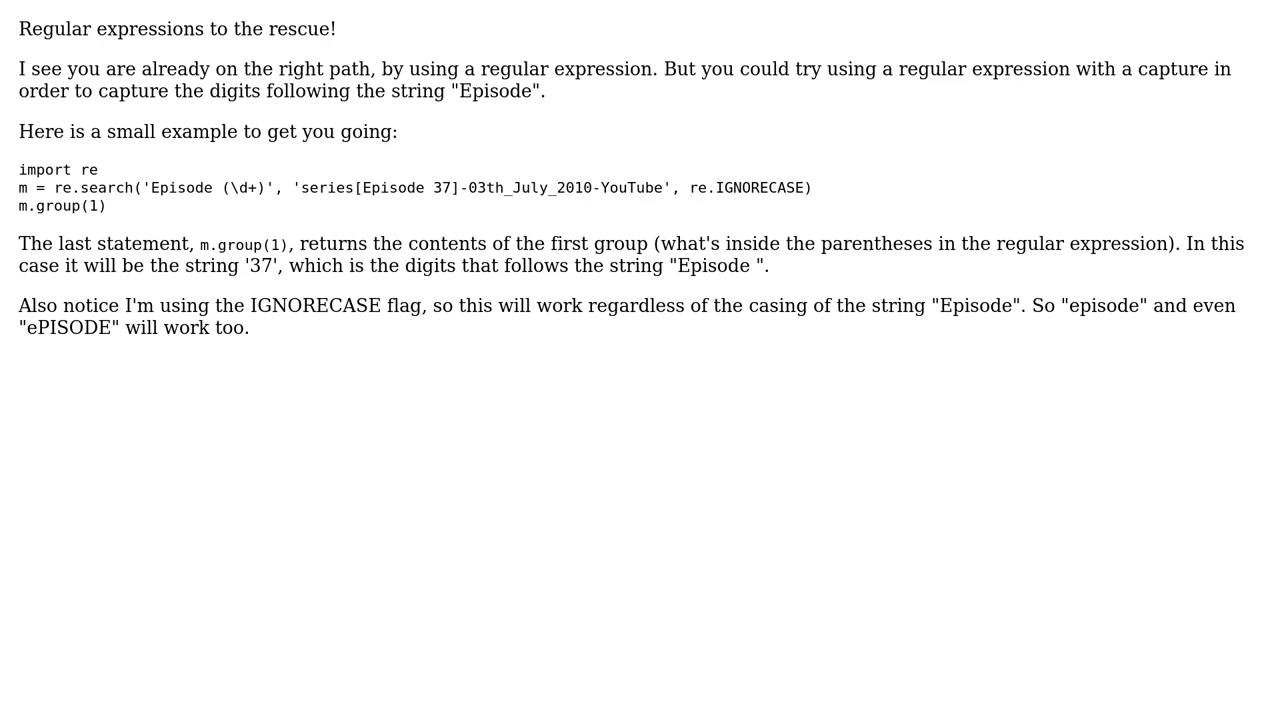 Regular expressions to the rescue!
I see you are already on the right path, by using a regular expression. But you could try using a regular expression with a capture in
order to capture the digits following the string "Episode".
Here is a small example to get you going:
import re
m = re.search('Episode (\d+)', 'series[Episode 37]-03th_July_2010-YouTube', re.IGNORECASE)
m.group(1)
The last statement, m.group(1), returns the contents of the first group (what's inside the parentheses in the regular expression). In this
case it will be the string '37', which is the digits that follows the string "Episode ".
Also notice I'm using the IGNORECASE flag, so this will work regardless of the casing of the string "Episode". So "episode" and even
"ePISODE" will work too.